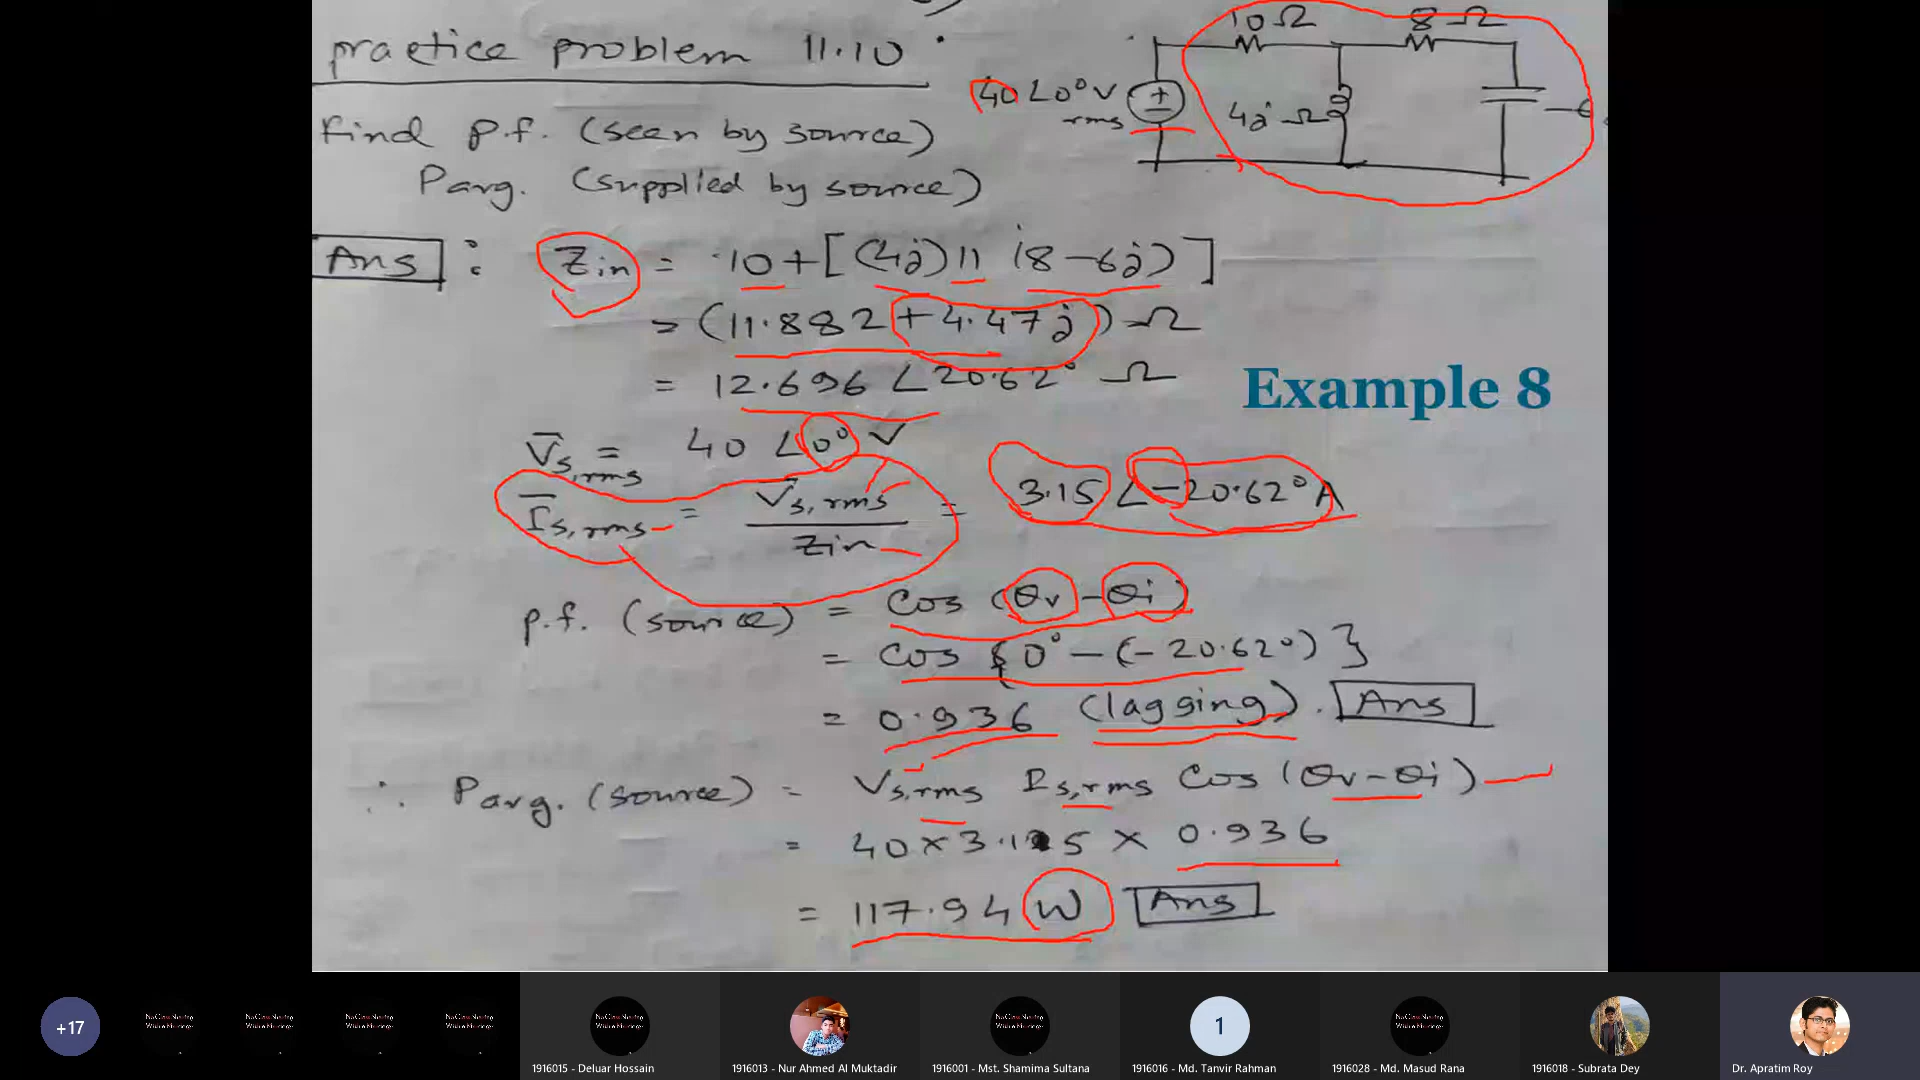 practice problem 11.10
10 Ω 8 Ω
40∠0° V
rms
4j Ω
Find p.f. (seen by source)
Pavg. (supplied by source)
Ans : Zin = 10 + [(4j) 11 (8-6j)]
= (11.882 + 4.47j) Ω
= 12.696 ∠20.62° Ω
Example 8
V̄s,rms = 40 ∠0° V
Īs,rms = V̄s,rms / Zin = 3.15 ∠-20.62° A
p.f. (source) = cos (θv - θi)
= cos {0° - (-20.62°)}
= 0.936 (lagging). Ans
∴ Pavg. (source) = Vs,rms Is,rms Cos (θv-θi)
= 40 × 3.15 × 0.936
= 117.94 W Ans
+17
1
1916015 - Deluar Hossain
1916013 - Nur Ahmed Al Muktadir
1916001 - Mst. Shamima Sultana
1916016 - Md. Tanvir Rahman
1916028 - Md. Masud Rana
1916018 - Subrata Dey
Dr. Apratim Roy